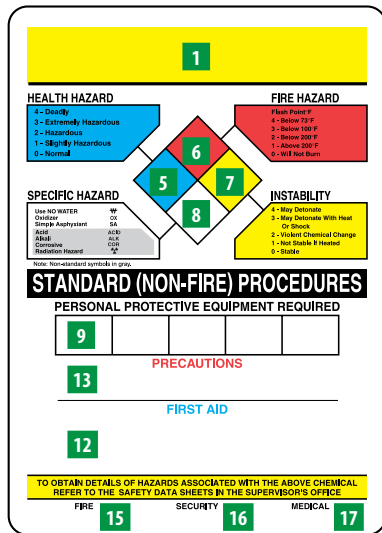 1
HEALTH HAZARD
4 - Deadly
3 - Extremely Hazardous
2 - Hazardous
1 - Slightly Hazardous
0 - Normal
FIRE HAZARD
Flash Point°F
4 - Below 73°F
3 - Below 100°F
2 - Below 200°F
1 - Above 200°F
0 - Will Not Burn
6
5
7
8
SPECIFIC HAZARD
Use NO WATER W
Oxidizer OX
Simple Asphyxiant SA
Acid ACID
Alkali ALK
Corrosive COR
Radiation Hazard ☢
Note: Non-standard symbols in gray.
INSTABILITY
4 - May Detonate
3 - May Detonate With Heat
Or Shock
2 - Violent Chemical Change
1 - Not Stable If Heated
0 - Stable
STANDARD (NON-FIRE) PROCEDURES
PERSONAL PROTECTIVE EQUIPMENT REQUIRED
9
PRECAUTIONS
13
FIRST AID
12
TO OBTAIN DETAILS OF HAZARDS ASSOCIATED WITH THE ABOVE CHEMICAL
REFER TO THE SAFETY DATA SHEETS IN THE SUPERVISOR'S OFFICE
FIRE SECURITY MEDICAL
15 16 17